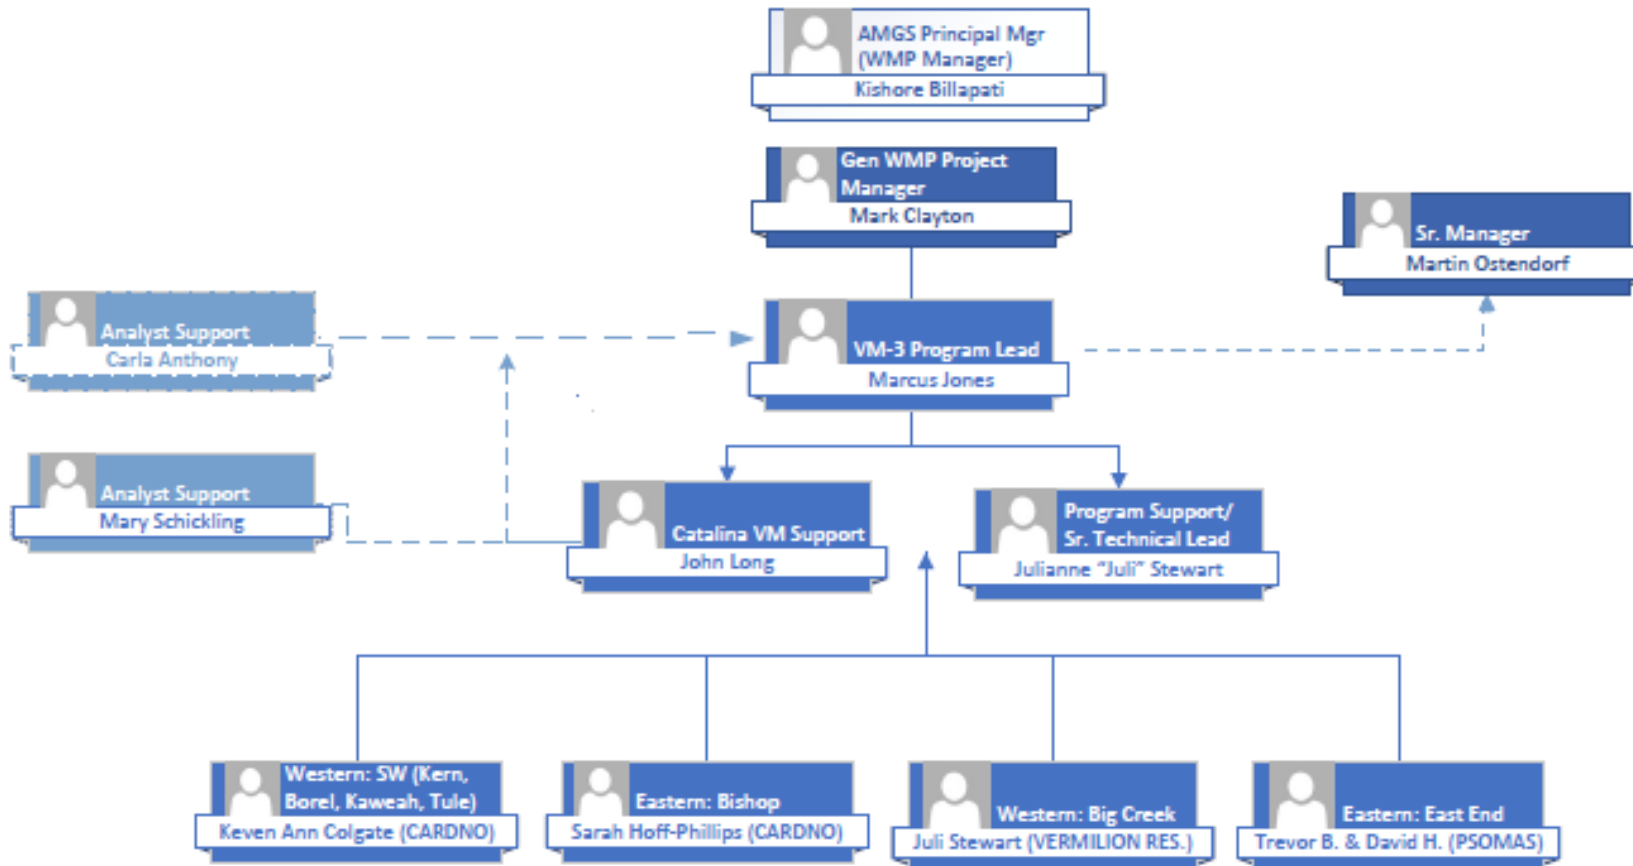 AMGS Principal Mgr
(WMP Manager)
Kishore Billapati
Gen WMP Project
Manager
Mark Clayton
Sr. Manager
Martin Ostendorf
Analyst Support
Carla Anthony
VM-3 Program Lead
Marcus Jones
Analyst Support
Mary Schickling
Catalina VM Support
John Long
Program Support/
Sr. Technical Lead
Julianne “Juli” Stewart
Western: SW (Kern,
Borel, Kaweah, Tule)
Keven Ann Colgate (CARDNO)
Eastern: Bishop
Sarah Hoff-Phillips (CARDNO)
Western: Big Creek
Juli Stewart (VERMILION RES.)
Eastern: East End
Trevor B. & David H. (PSOMAS)